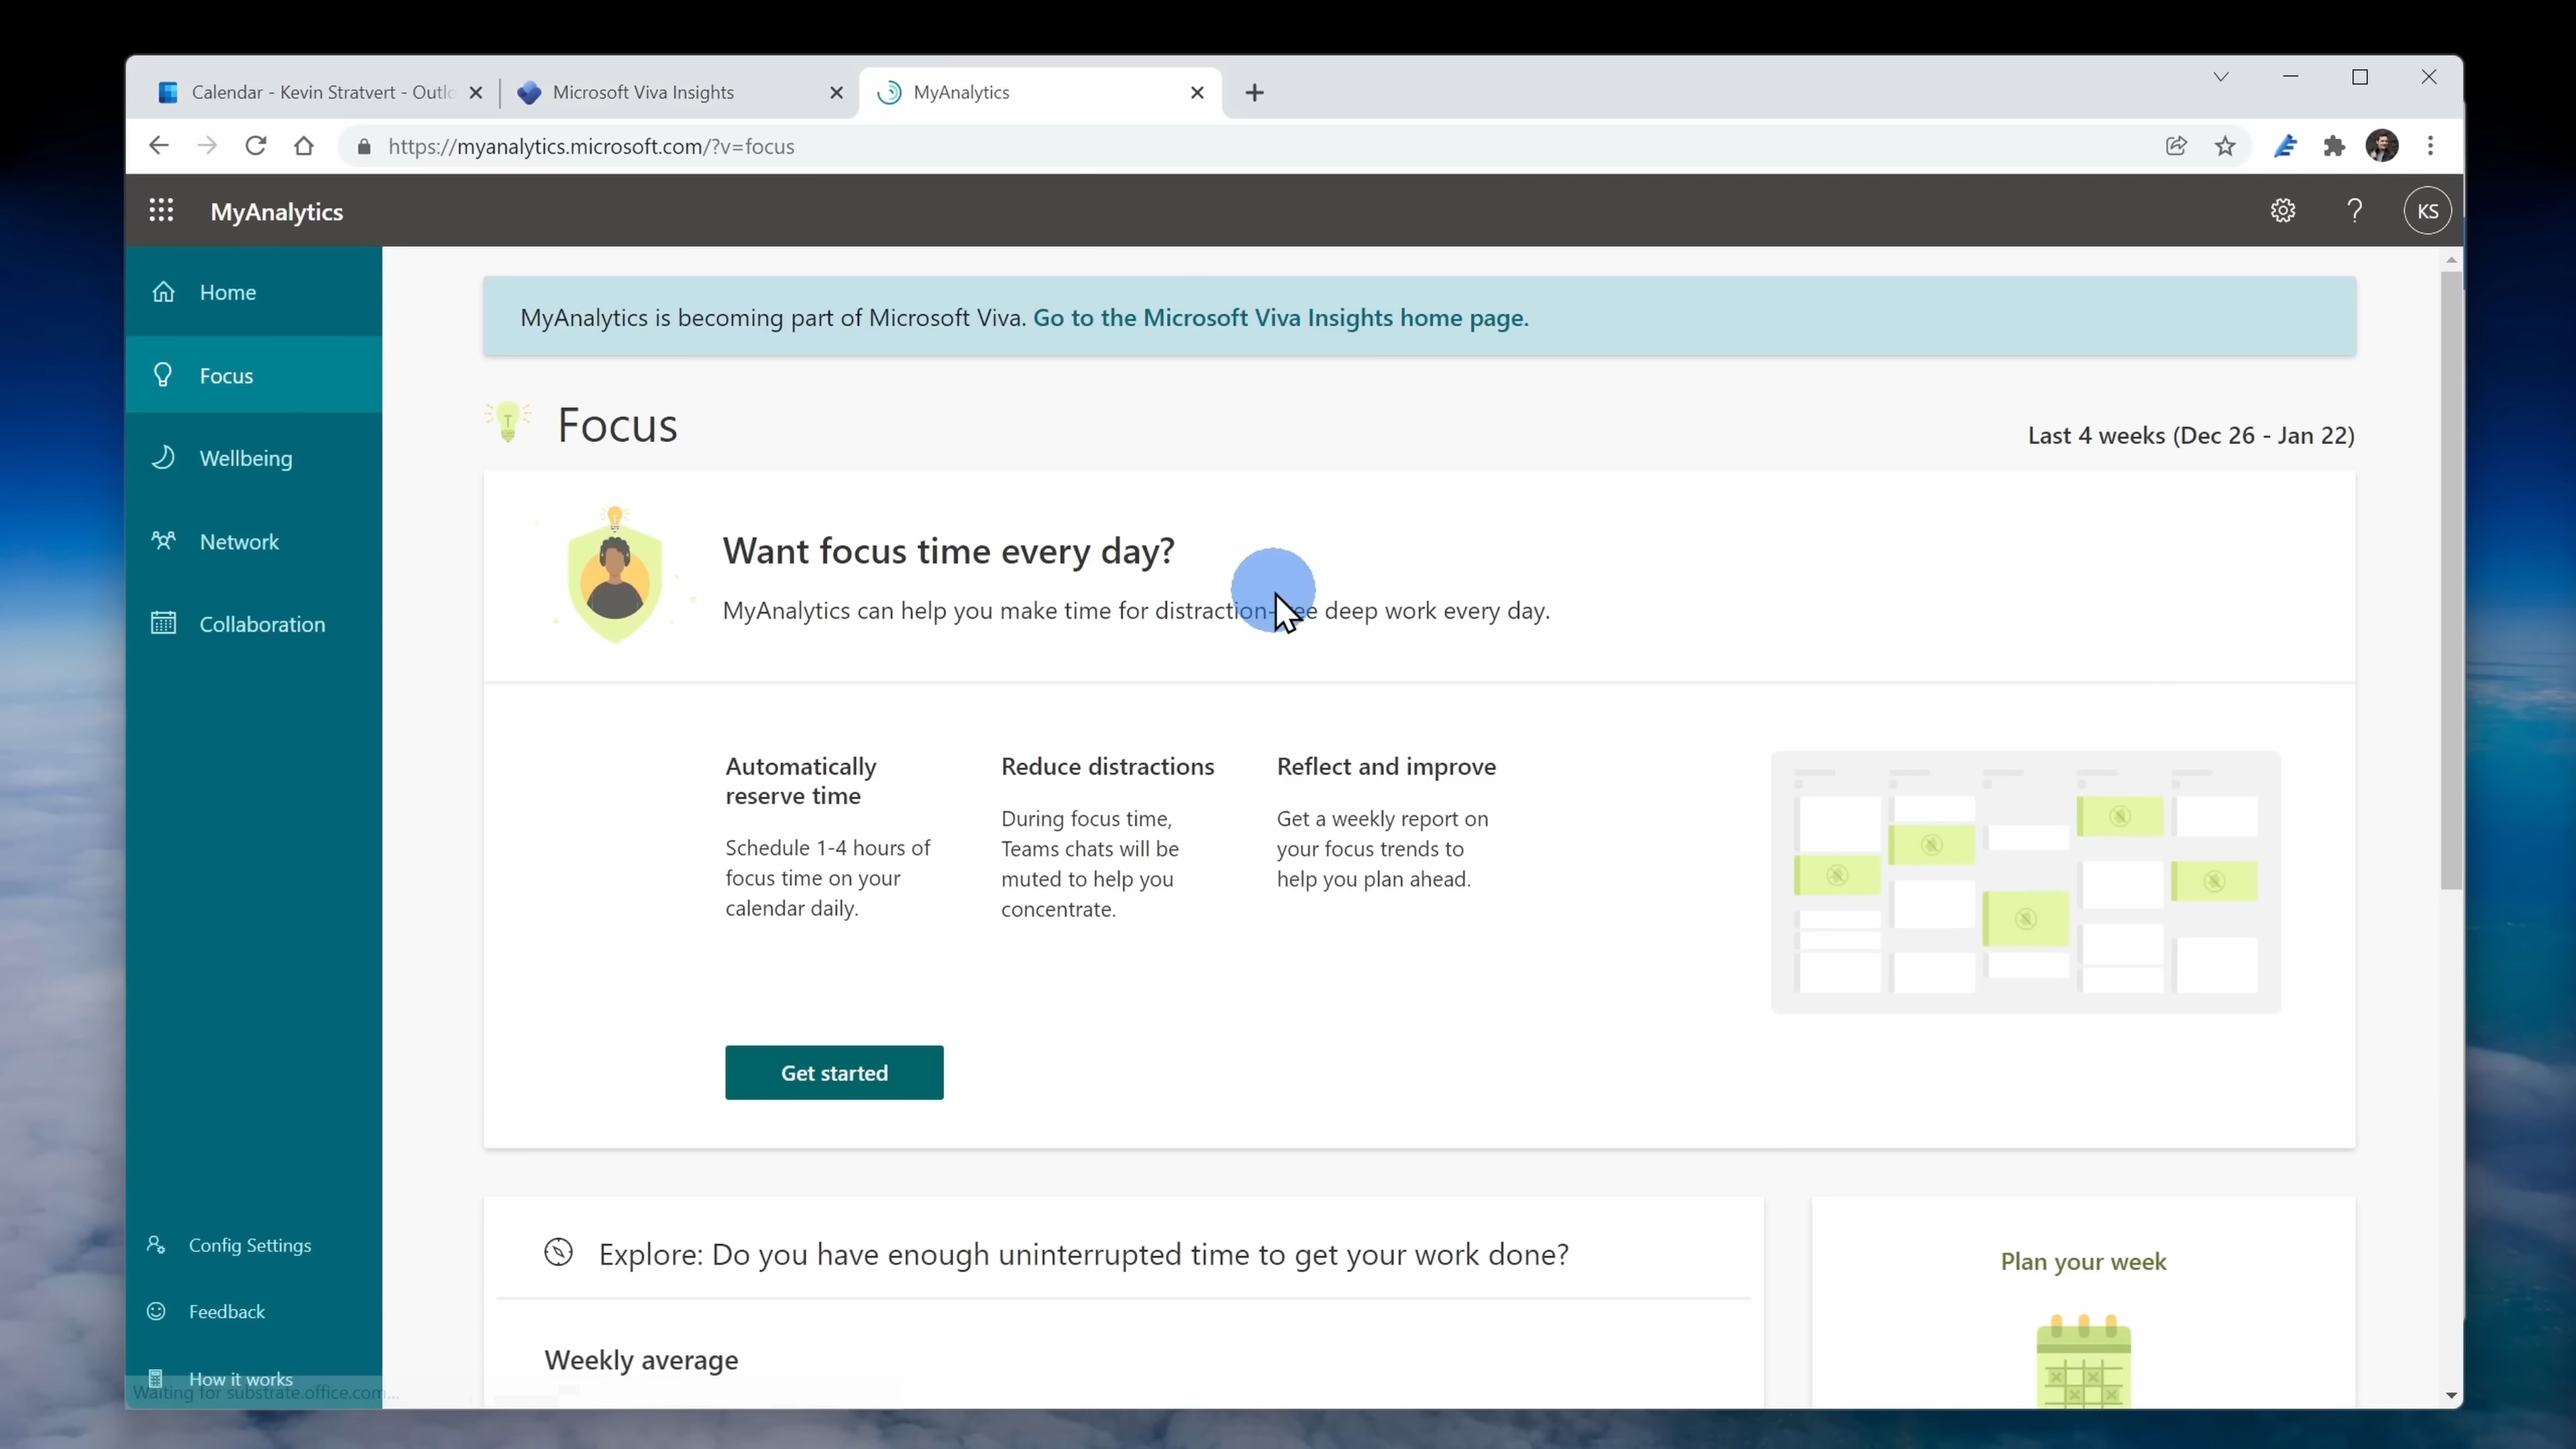 Calendar - Kevin Stratvert - Outlo
Microsoft Viva Insights
MyAnalytics
https://myanalytics.microsoft.com/?v=focus
MyAnalytics
KS
Home
Focus
Wellbeing
Network
Collaboration
Config Settings
Feedback
How it works
Waiting for substrate.office.com...
MyAnalytics is becoming part of Microsoft Viva. Go to the Microsoft Viva Insights home page.
Focus
Last 4 weeks (Dec 26 - Jan 22)
Want focus time every day?
MyAnalytics can help you make time for distraction-free deep work every day.
Automatically
reserve time
Schedule 1-4 hours of
focus time on your
calendar daily.
Reduce distractions
During focus time,
Teams chats will be
muted to help you
concentrate.
Reflect and improve
Get a weekly report on
your focus trends to
help you plan ahead.
Get started
Explore: Do you have enough uninterrupted time to get your work done?
Weekly average
Plan your week